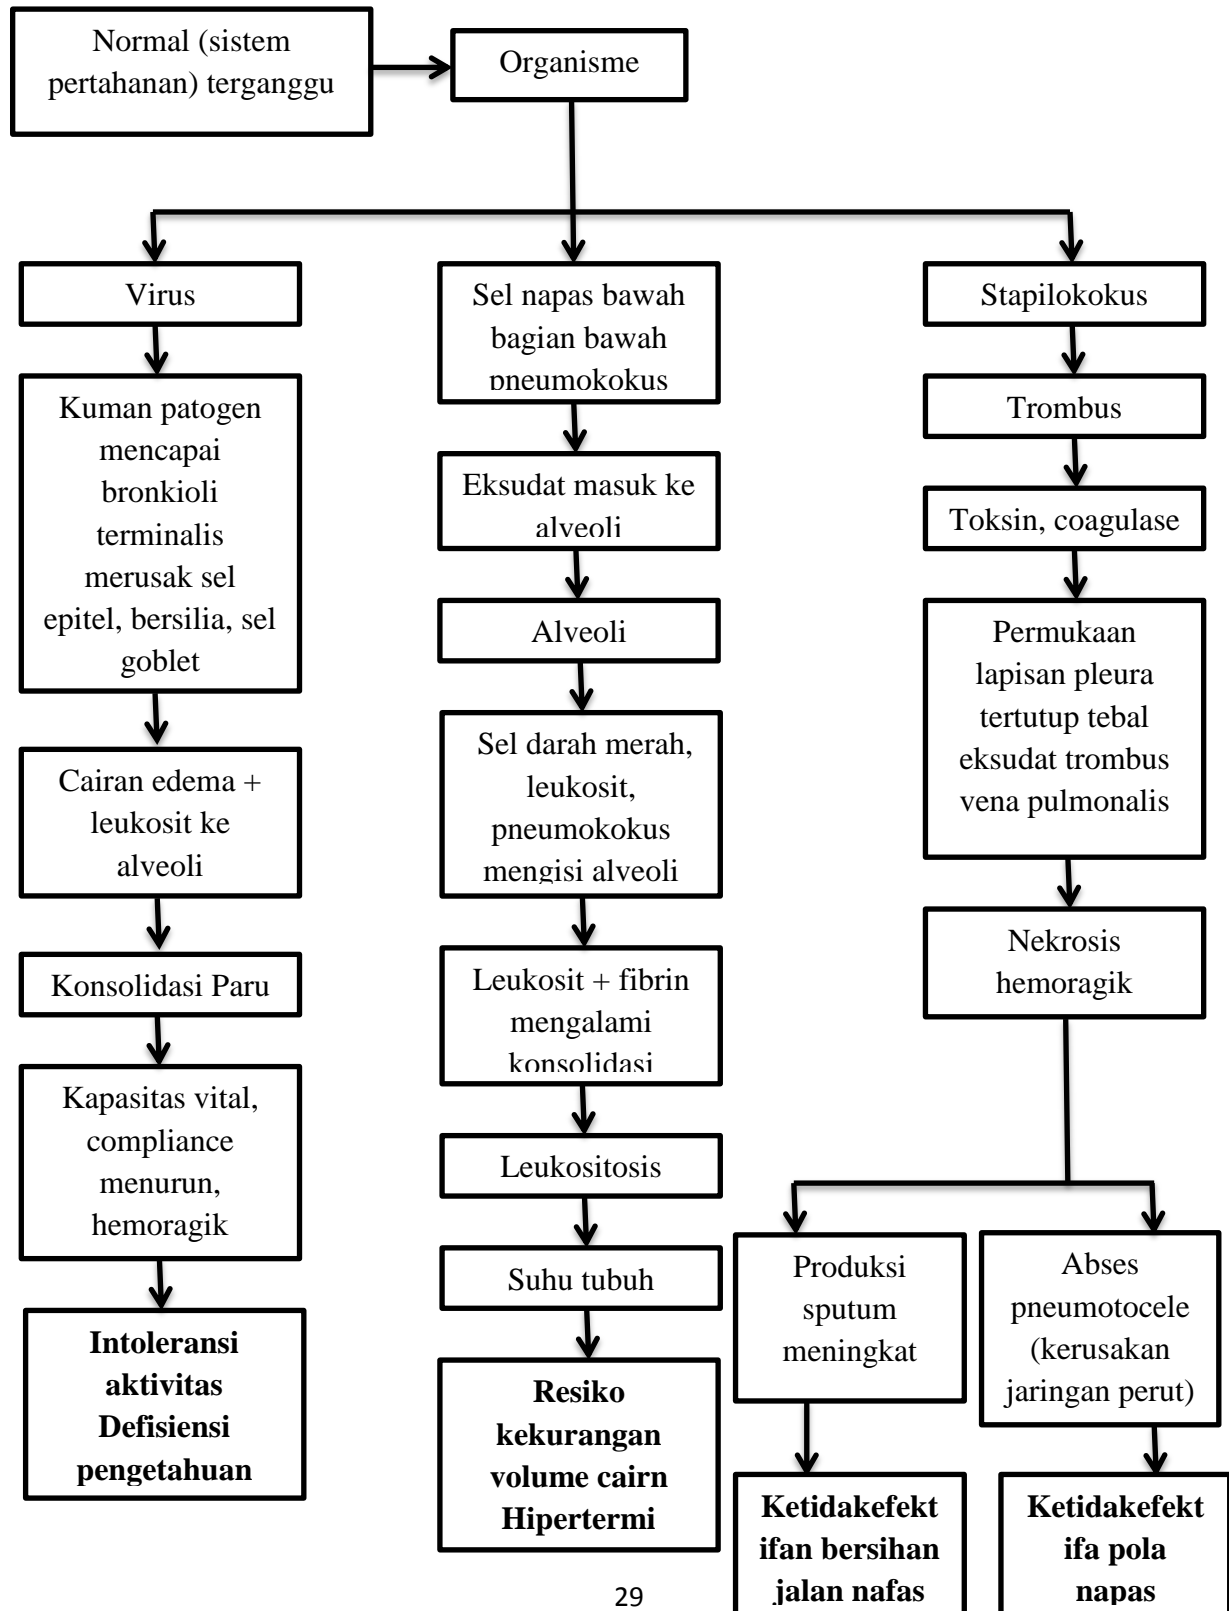 Normal (sistem
pertahanan) terganggu
Organisme
Virus
Kuman patogen
mencapai
bronkioli
terminalis
merusak sel
epitel, bersilia, sel
goblet
Cairan edema +
leukosit ke
alveoli
Konsolidasi Paru
Kapasitas vital,
compliance
menurun,
hemoragik
Intoleransi
aktivitas
Defisiensi
pengetahuan
Sel napas bawah
bagian bawah
pneumokokus
Eksudat masuk ke
alveoli
Alveoli
Sel darah merah,
leukosit,
pneumokokus
mengisi alveoli
Leukosit + fibrin
mengalami
konsolidasi
Leukositosis
Suhu tubuh
Resiko
kekurangan
volume cairn
Hipertermi
Stapilokokus
Trombus
Toksin, coagulase
Permukaan
lapisan pleura
tertutup tebal
eksudat trombus
vena pulmonalis
Nekrosis
hemoragik
Produksi
sputum
meningkat
Ketidakefekt
ifan bersihan
jalan nafas
Abses
pneumotocele
(kerusakan
jaringan perut)
Ketidakefekt
ifa pola
napas
29